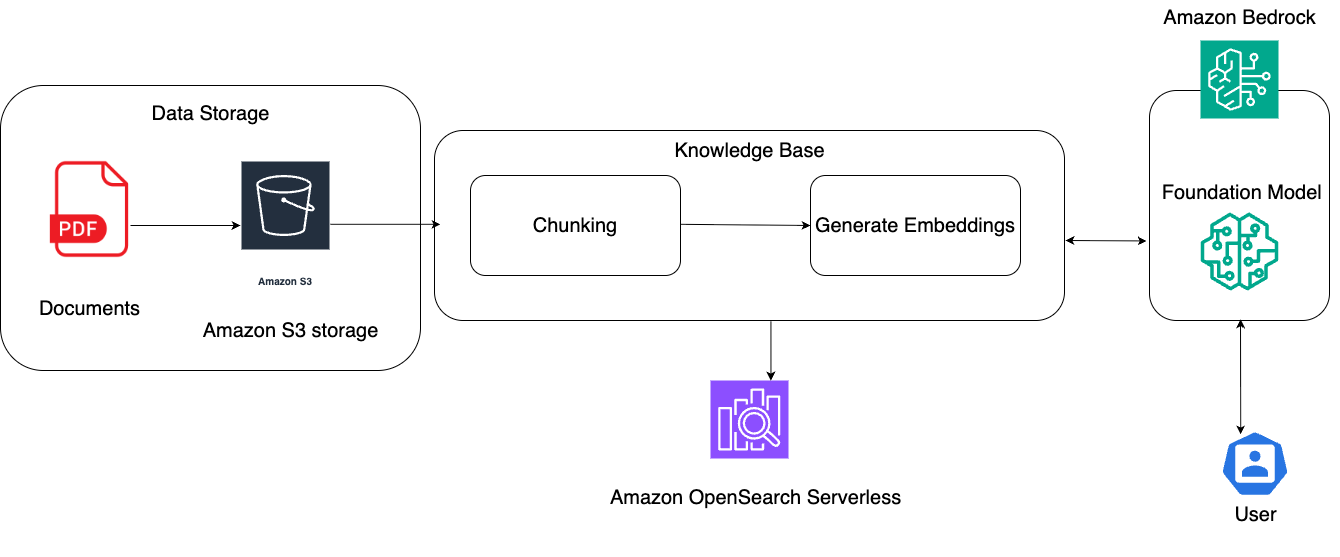 Amazon Bedrock
Data Storage
Knowledge Base
Foundation Model
PDF
Chunking
Generate Embeddings
Amazon S3
Documents
Amazon S3 storage
Amazon OpenSearch Serverless
User